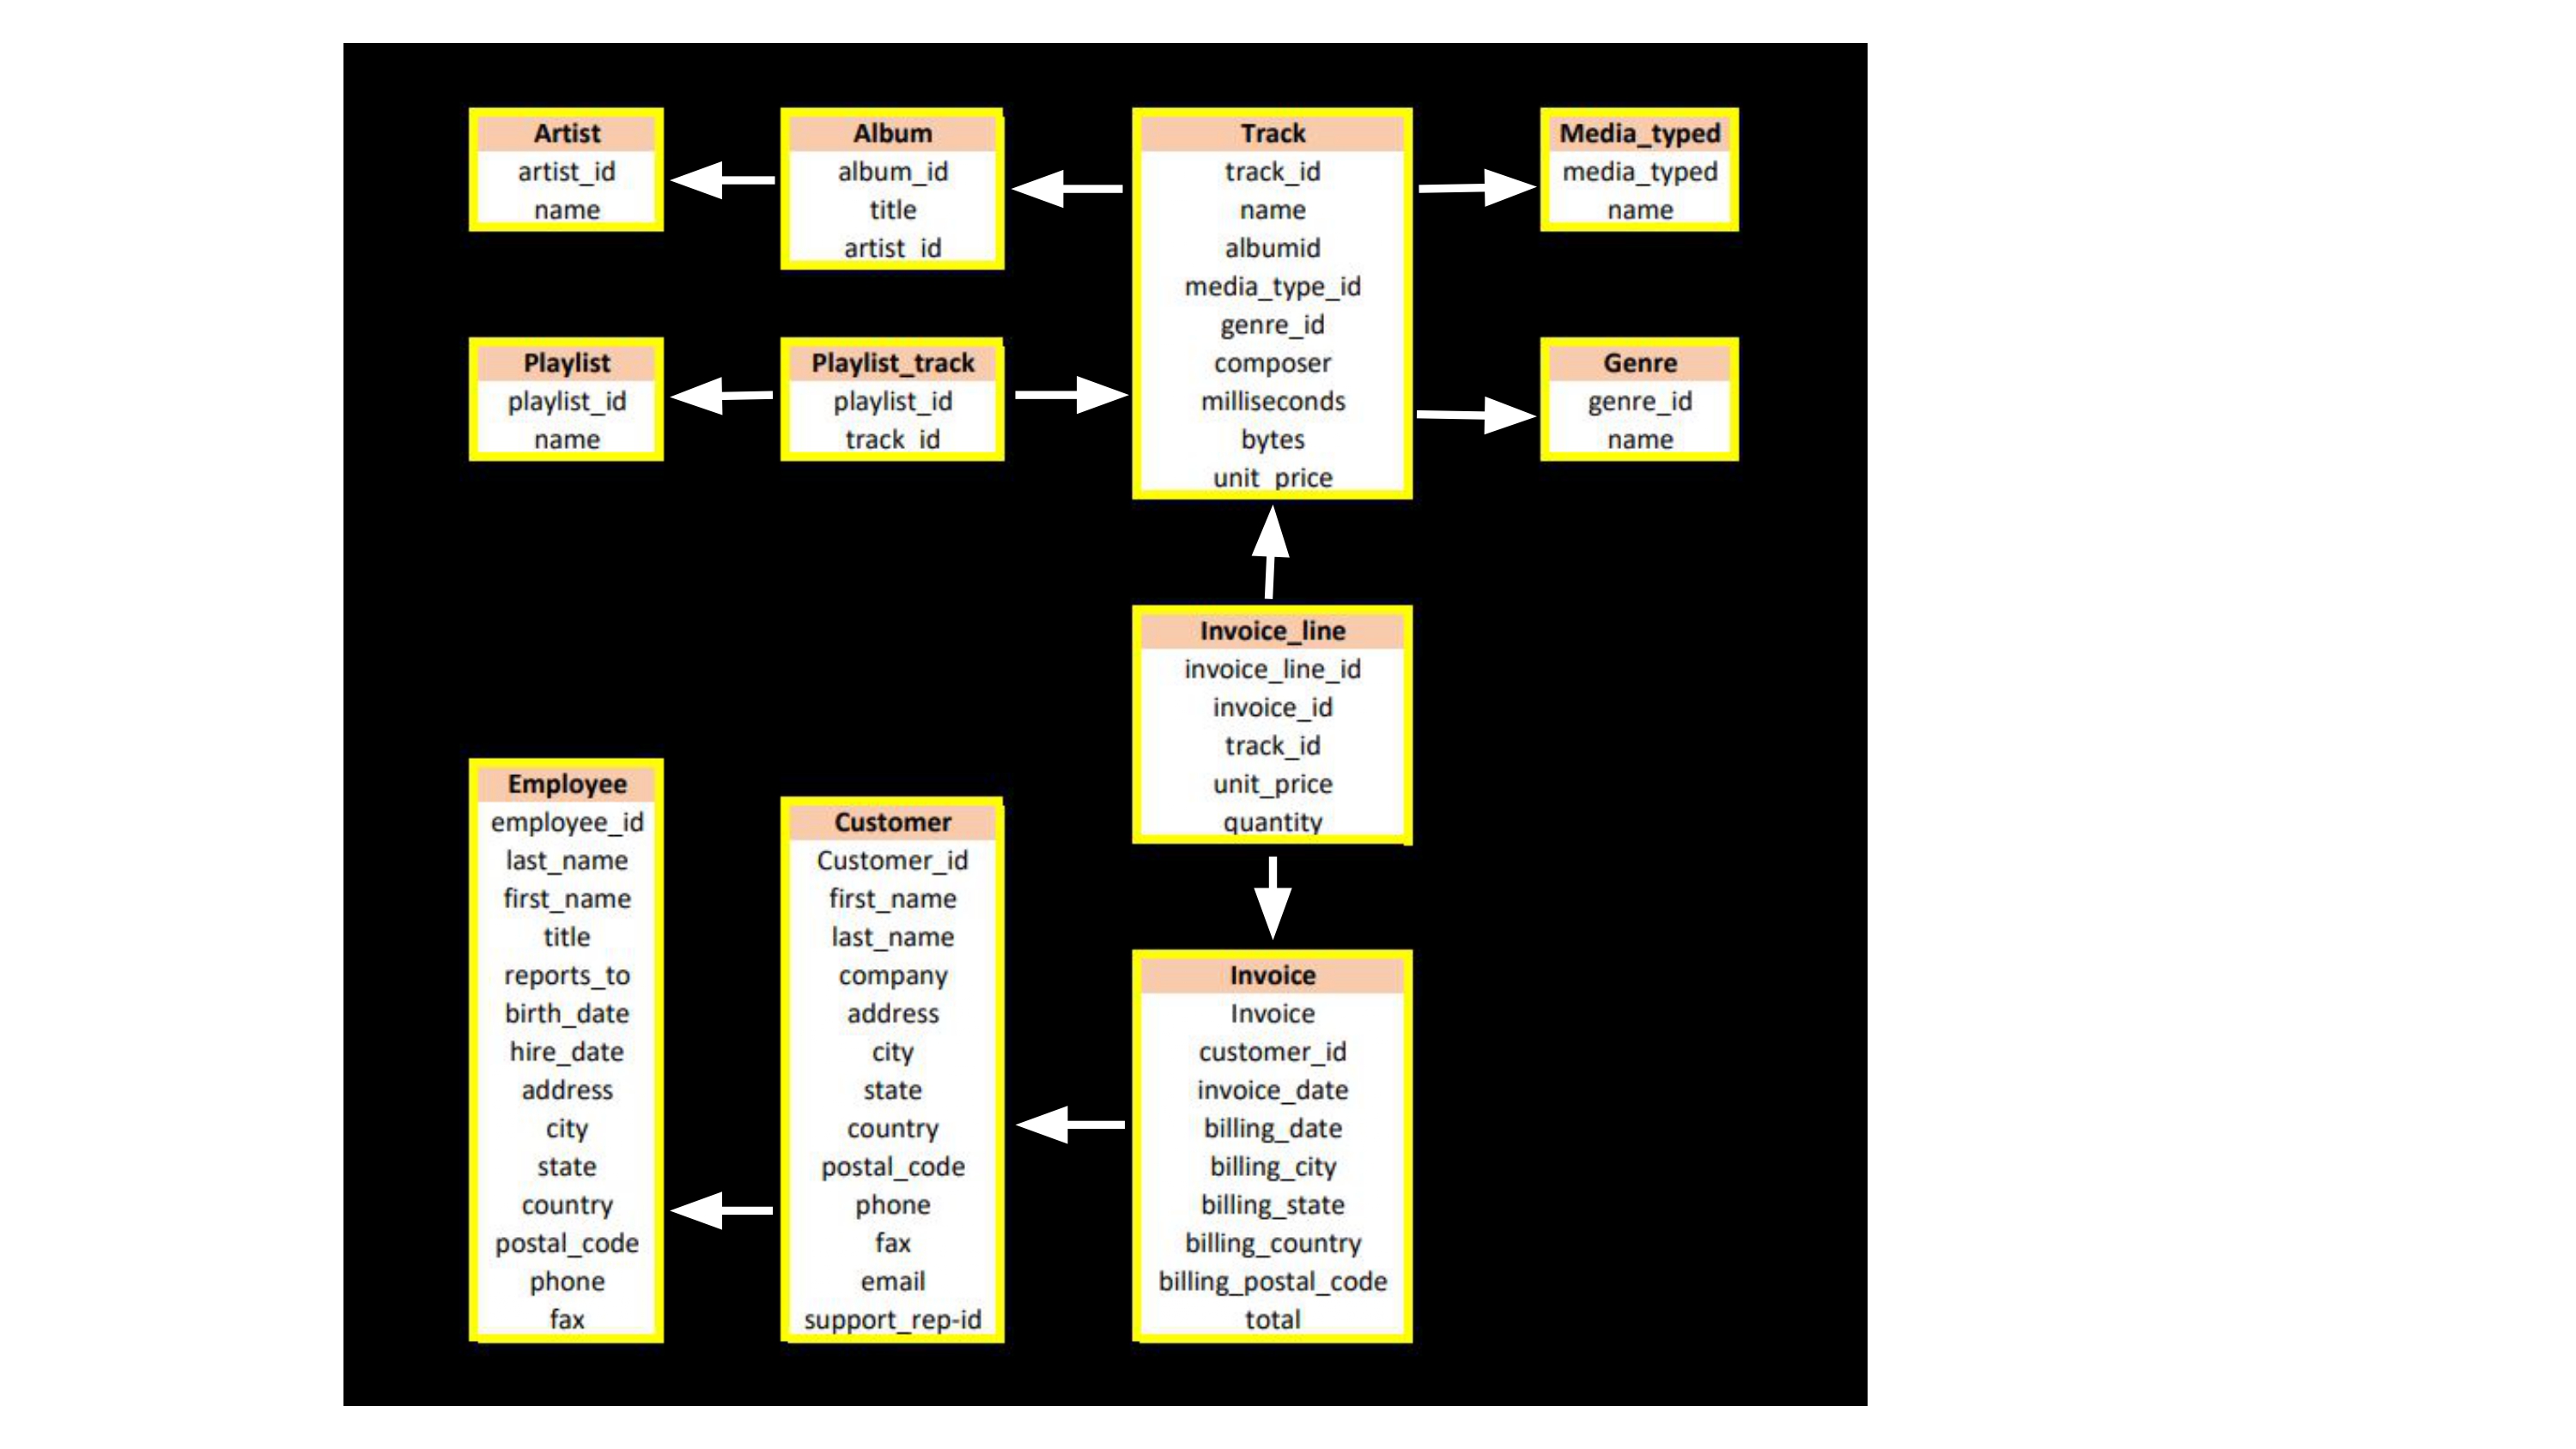 Artist
artist_id
name
Album
album_id
title
artist_id
Track
track_id
name
albumid
media_type_id
genre_id
composer
milliseconds
bytes
unit_price
Media_typed
media_typed
name
Playlist
playlist_id
name
Playlist_track
playlist_id
track_id
Genre
genre_id
name
Invoice_line
invoice_line_id
invoice_id
track_id
unit_price
quantity
Employee
employee_id
last_name
first_name
title
reports_to
birth_date
hire_date
address
city
state
country
postal_code
phone
fax
Customer
Customer_id
first_name
last_name
company
address
city
state
country
postal_code
phone
fax
email
support_rep-id
Invoice
Invoice
customer_id
invoice_date
billing_date
billing_city
billing_state
billing_country
billing_postal_code
total